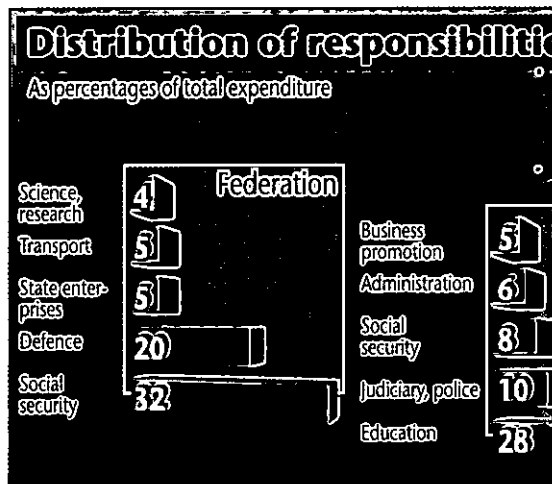 Distribution of responsibilitie
As percentages of total expenditure
Federation
Science,
research
4
Transport
5
State enter-
prises
5
Defence
20
Social
security
32
Business
promotion
5
Administration
6
Social
security
8
Judiciary, police
10
Education
28